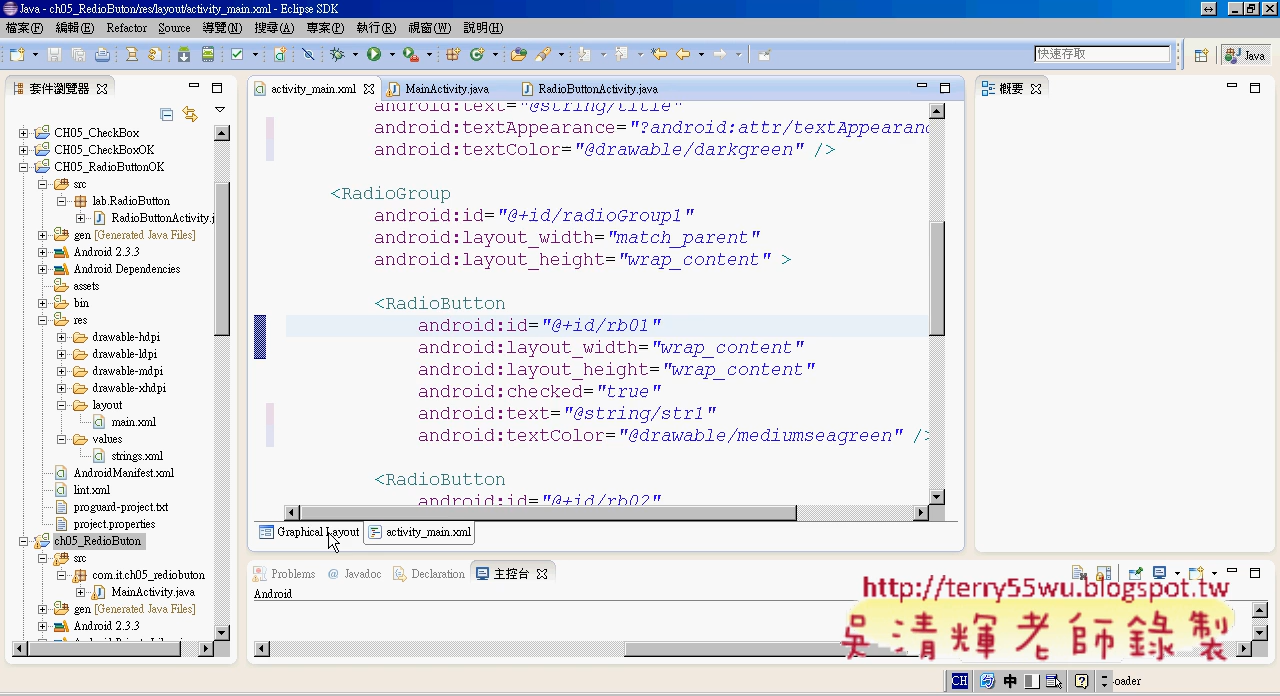 Java - ch05_RedioButon/res/layout/activity_main.xml - Eclipse SDK
檔案(F) 編輯(E) Refactor Source 導覽(N) 搜尋(A) 專案(P) 執行(R) 視窗(W) 說明(H)
快速存取
Java
套件瀏覽器
CH05_CheckBox
CH05_CheckBoxOK
CH05_RadioButtonOK
src
lab.RadioButton
RadioButtonActivity.j
gen [Generated Java Files]
Android 2.3.3
Android Dependencies
assets
bin
res
drawable-hdpi
drawable-ldpi
drawable-mdpi
drawable-xhdpi
layout
main.xml
values
strings.xml
AndroidManifest.xml
lint.xml
proguard-project.txt
project.properties
ch05_RedioButon
src
com.it.ch05_rediobuton
MainActivity.java
gen [Generated Java Files]
Android 2.3.3
activity_main.xml MainActivity.java RadioButtonActivity.java
android:text="@string/title"
android:textAppearance="?android:attr/textAppearanc
android:textColor="@drawable/darkgreen" />
<RadioGroup
android:id="@+id/radioGroup1"
android:layout_width="match_parent"
android:layout_height="wrap_content" >
<RadioButton
android:id="@+id/rb01"
android:layout_width="wrap_content"
android:layout_height="wrap_content"
android:checked="true"
android:text="@string/str1"
android:textColor="@drawable/mediumseagreen" />
<RadioButton
android:id="@+id/rb02"
Graphical Layout activity_main.xml
概要
Problems @ Javadoc Declaration 主控台
Android
http://terry55wu.blogspot.tw
吳清輝老師錄製
CH 中 oader